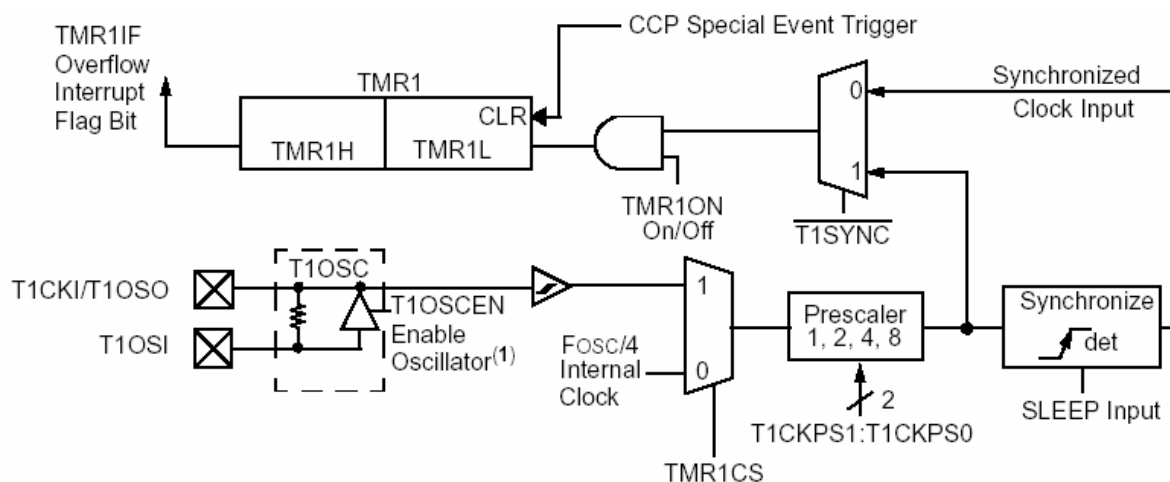 TMR1IF
Overflow
Interrupt
Flag Bit
CCP Special Event Trigger
TMR1
CLR
TMR1H
TMR1L
TMR1ON
On/Off
0
1
T1SYNC
Synchronized
Clock Input
T1CKI/T1OSO
T1OSI
T1OSC
T1OSCEN
Enable
Oscillator(1)
FOSC/4
Internal
Clock
1
0
TMR1CS
Prescaler
1, 2, 4, 8
2
T1CKPS1:T1CKPS0
Synchronize
det
SLEEP Input